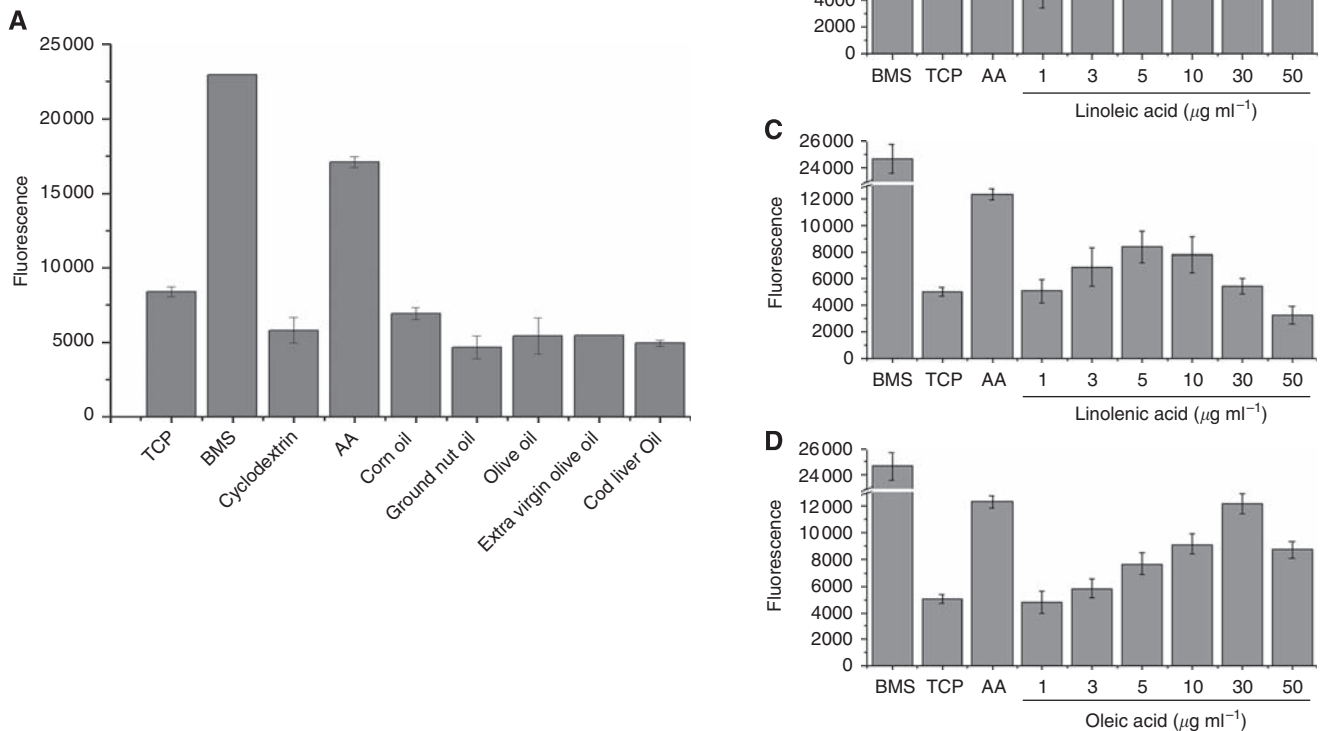 A
25000
20000
15000
10000
5000
0
Fluorescence
TCP
BMS
Cyclodextrin
AA
Corn oil
Ground nut oil
Olive oil
Extra virgin olive oil
Cod liver Oil
4000
2000
0
BMS TCP AA 1 3 5 10 30 50
Linoleic acid (μg ml−1)
C
26000
24000
12000
10000
8000
6000
4000
2000
0
Fluorescence
BMS TCP AA 1 3 5 10 30 50
Linolenic acid (μg ml−1)
D
26000
24000
12000
10000
8000
6000
4000
2000
0
Fluorescence
BMS TCP AA 1 3 5 10 30 50
Oleic acid (μg ml−1)